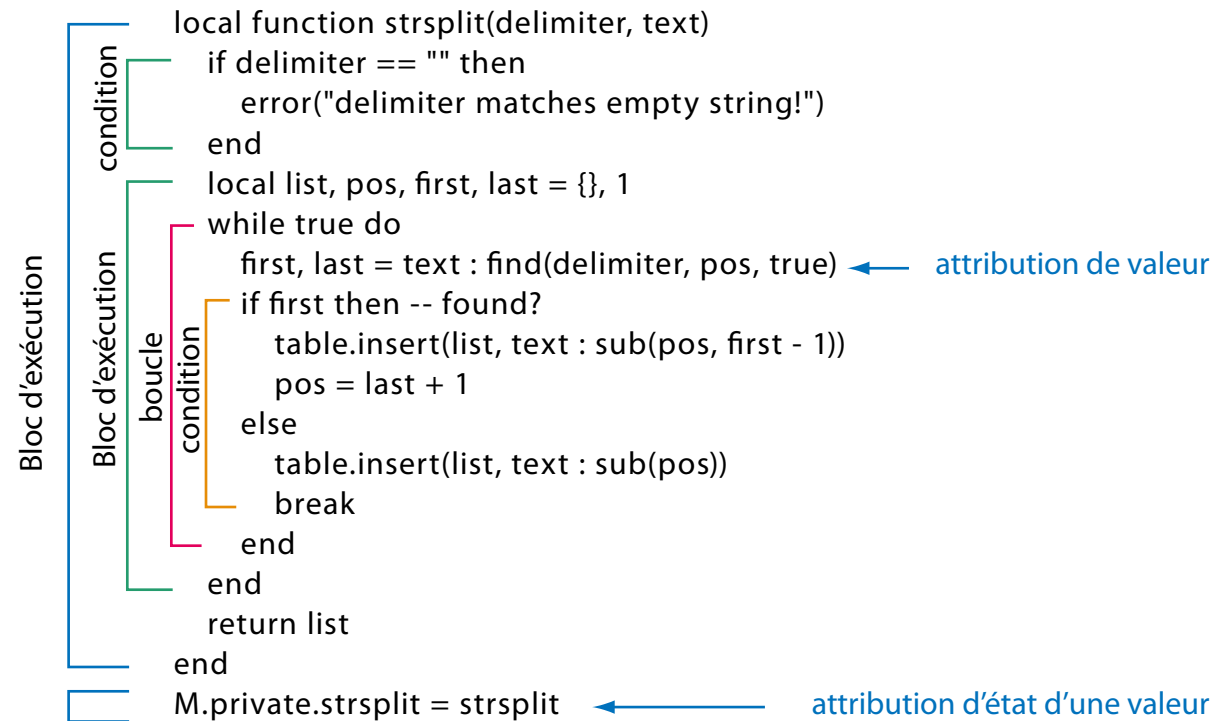 local function strsplit(delimiter, text)
if delimiter == "" then
error("delimiter matches empty string!")
end
local list, pos, first, last = {}, 1
while true do
first, last = text : find(delimiter, pos, true)
attribution de valeur
if first then -- found?
table.insert(list, text : sub(pos, first - 1))
pos = last + 1
else
table.insert(list, text : sub(pos))
break
end
end
return list
end
M.private.strsplit = strsplit
attribution d'état d’une valeur
Bloc d'exécution
condition
Bloc d'exécution
boucle
condition